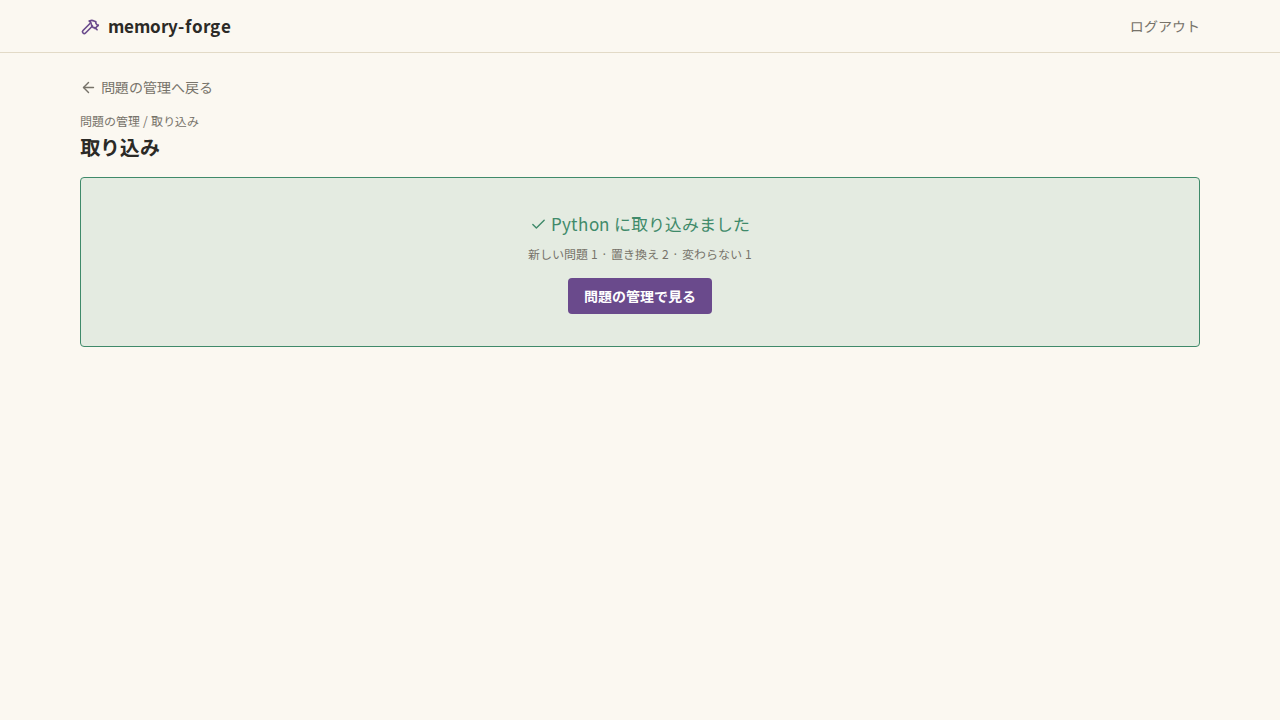 memory-forge
ログアウト
問題の管理へ戻る
問題の管理 / 取り込み
取り込み
Python に取り込みました
新しい問題 1 · 置き換え 2 · 変わらない 1
問題の管理で見る